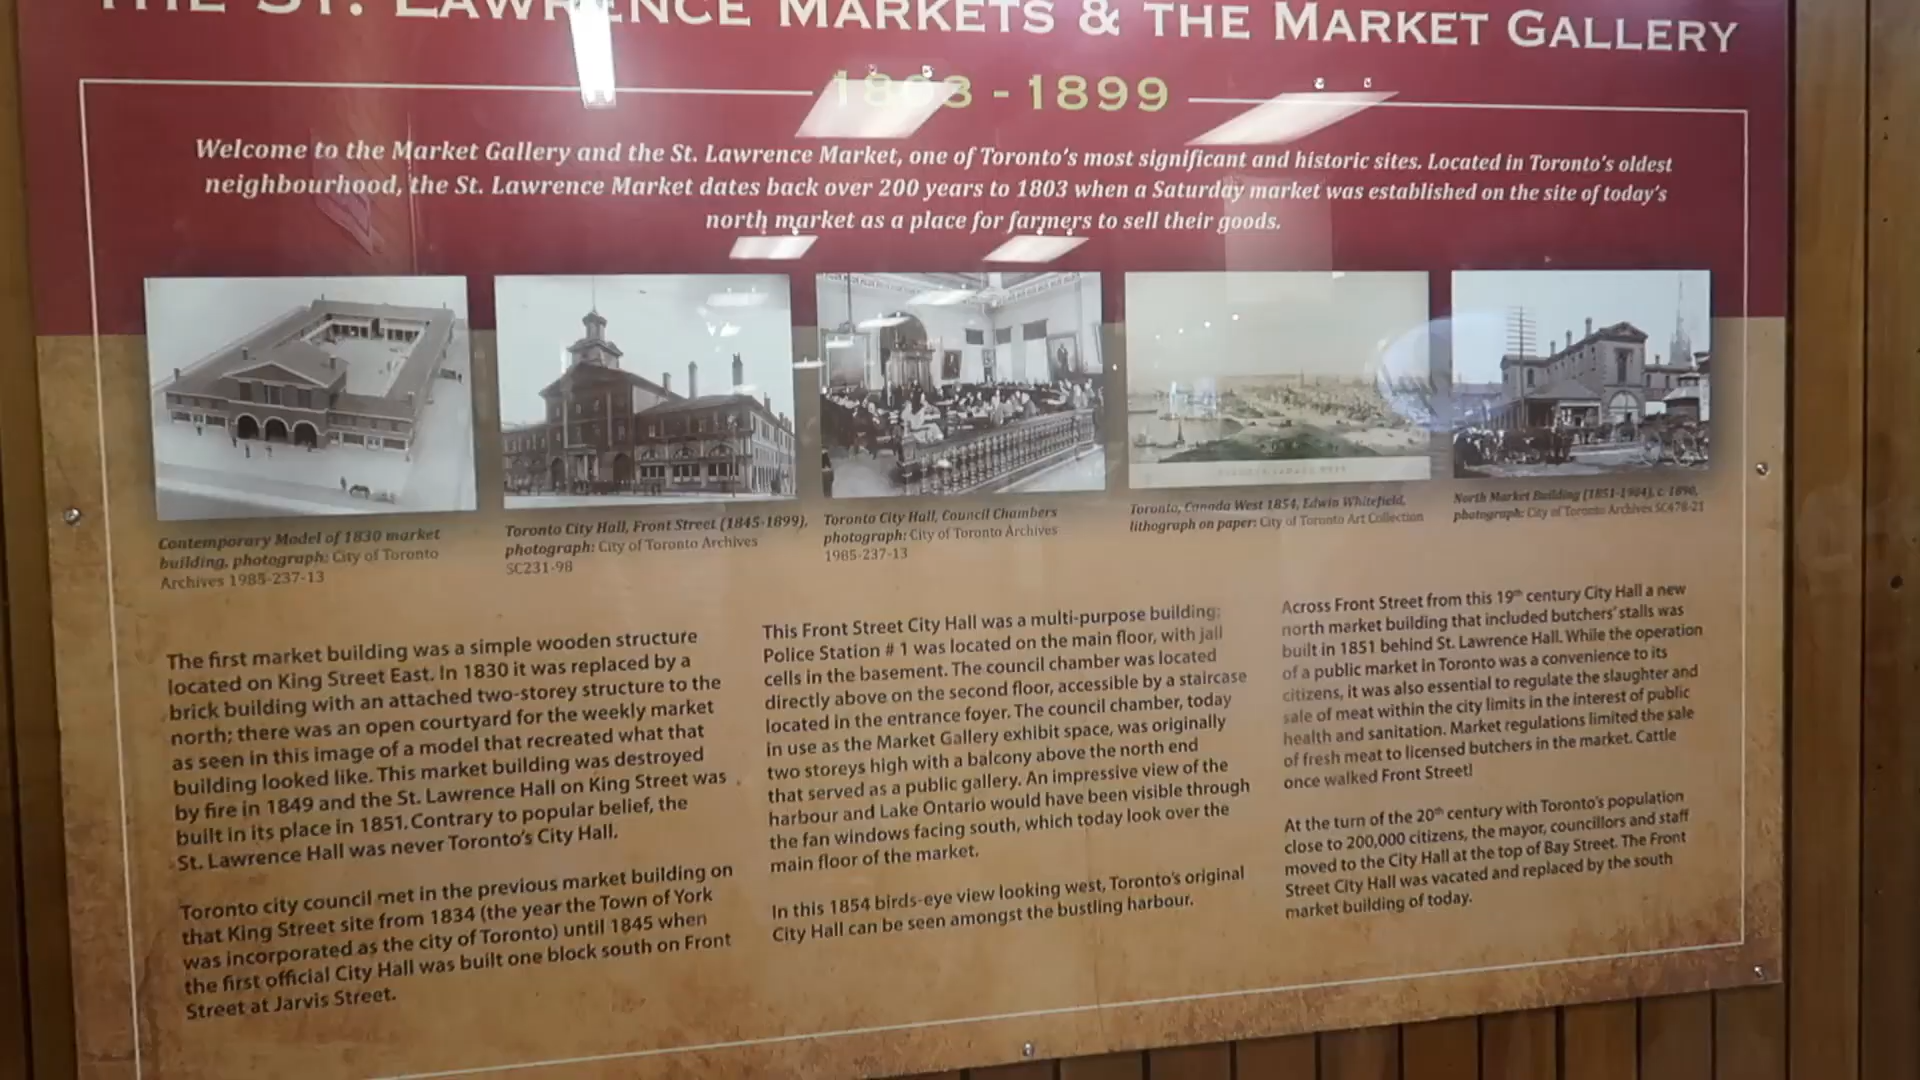 THE ST. LAWRENCE MARKETS & THE MARKET GALLERY
1803 - 1899
Welcome to the Market Gallery and the St. Lawrence Market, one of Toronto's most significant and historic sites. Located in Toronto's oldest
neighbourhood, the St. Lawrence Market dates back over 200 years to 1803 when a Saturday market was established on the site of today's
north market as a place for farmers to sell their goods.
Contemporary Model of 1830 market
building, photograph: City of Toronto
Archives 1985-237-13
Toronto City Hall, Front Street (1845-1899),
photograph: City of Toronto Archives
SC231-98
Toronto City Hall, Council Chambers
photograph: City of Toronto Archives
1985-237-13
Toronto, Canada West 1854, Edwin Whitefield,
lithograph on paper: City of Toronto Art Collection
North Market Building (1851-1904), c. 1890,
photograph: City of Toronto Archives SC478-21
The first market building was a simple wooden structure
located on King Street East. In 1830 it was replaced by a
brick building with an attached two-storey structure to the
north; there was an open courtyard for the weekly market
as seen in this image of a model that recreated what that
building looked like. This market building was destroyed
by fire in 1849 and the St. Lawrence Hall on King Street was
built in its place in 1851. Contrary to popular belief, the
St. Lawrence Hall was never Toronto's City Hall.
Toronto city council met in the previous market building on
that King Street site from 1834 (the year the Town of York
was incorporated as the city of Toronto) until 1845 when
the first official City Hall was built one block south on Front
Street at Jarvis Street.
This Front Street City Hall was a multi-purpose building;
Police Station # 1 was located on the main floor, with jail
cells in the basement. The council chamber was located
directly above on the second floor, accessible by a staircase
located in the entrance foyer. The council chamber, today
in use as the Market Gallery exhibit space, was originally
two storeys high with a balcony above the north end
that served as a public gallery. An impressive view of the
harbour and Lake Ontario would have been visible through
the fan windows facing south, which today look over the
main floor of the market.
In this 1854 birds-eye view looking west, Toronto's original
City Hall can be seen amongst the bustling harbour.
Across Front Street from this 19th century City Hall a new
north market building that included butchers' stalls was
built in 1851 behind St. Lawrence Hall. While the operation
of a public market in Toronto was a convenience to its
citizens, it was also essential to regulate the slaughter and
sale of meat within the city limits in the interest of public
health and sanitation. Market regulations limited the sale
of fresh meat to licensed butchers in the market. Cattle
once walked Front Street!
At the turn of the 20th century with Toronto's population
close to 200,000 citizens, the mayor, councillors and staff
moved to the City Hall at the top of Bay Street. The Front
Street City Hall was vacated and replaced by the south
market building of today.